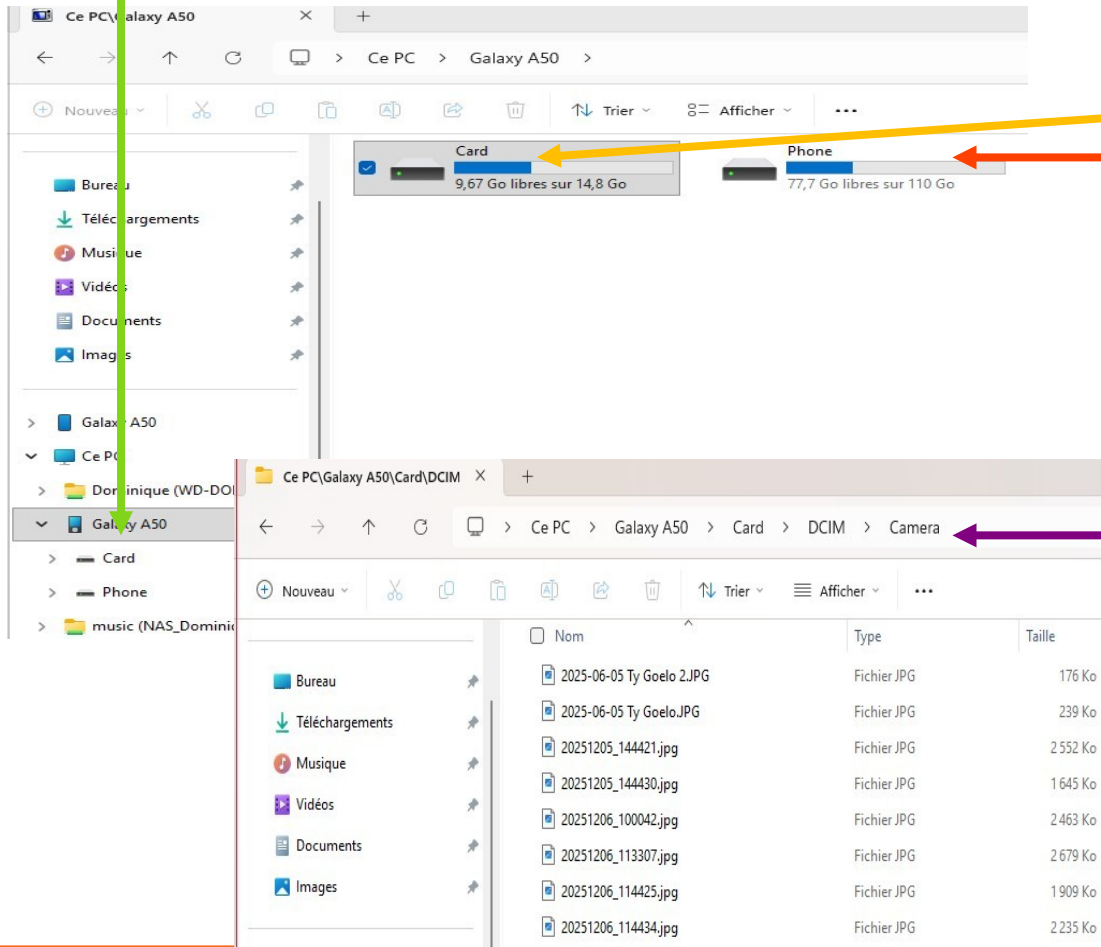 Ce PC\Galaxy A50
Ce PC > Galaxy A50 >
Nouveau
Trier
Afficher
Card
9,67 Go libres sur 14,8 Go
Phone
77,7 Go libres sur 110 Go
Bureau
Téléchargements
Musique
Vidéos
Documents
Images
Galaxy A50
Ce PC
Dominique (WD-DO
Galaxy A50
Card
Phone
music (NAS_Dominic
Ce PC\Galaxy A50\Card\DCIM
Ce PC > Galaxy A50 > Card > DCIM > Camera
Nouveau
Trier
Afficher
Nom Type Taille
2025-06-05 Ty Goelo 2.JPG Fichier JPG 176 Ko
2025-06-05 Ty Goelo.JPG Fichier JPG 239 Ko
20251205_144421.jpg Fichier JPG 2 552 Ko
20251205_144430.jpg Fichier JPG 1 645 Ko
20251206_100042.jpg Fichier JPG 2 463 Ko
20251206_113307.jpg Fichier JPG 2 679 Ko
20251206_114425.jpg Fichier JPG 1 909 Ko
20251206_114434.jpg Fichier JPG 2 235 Ko
Bureau
Téléchargements
Musique
Vidéos
Documents
Images